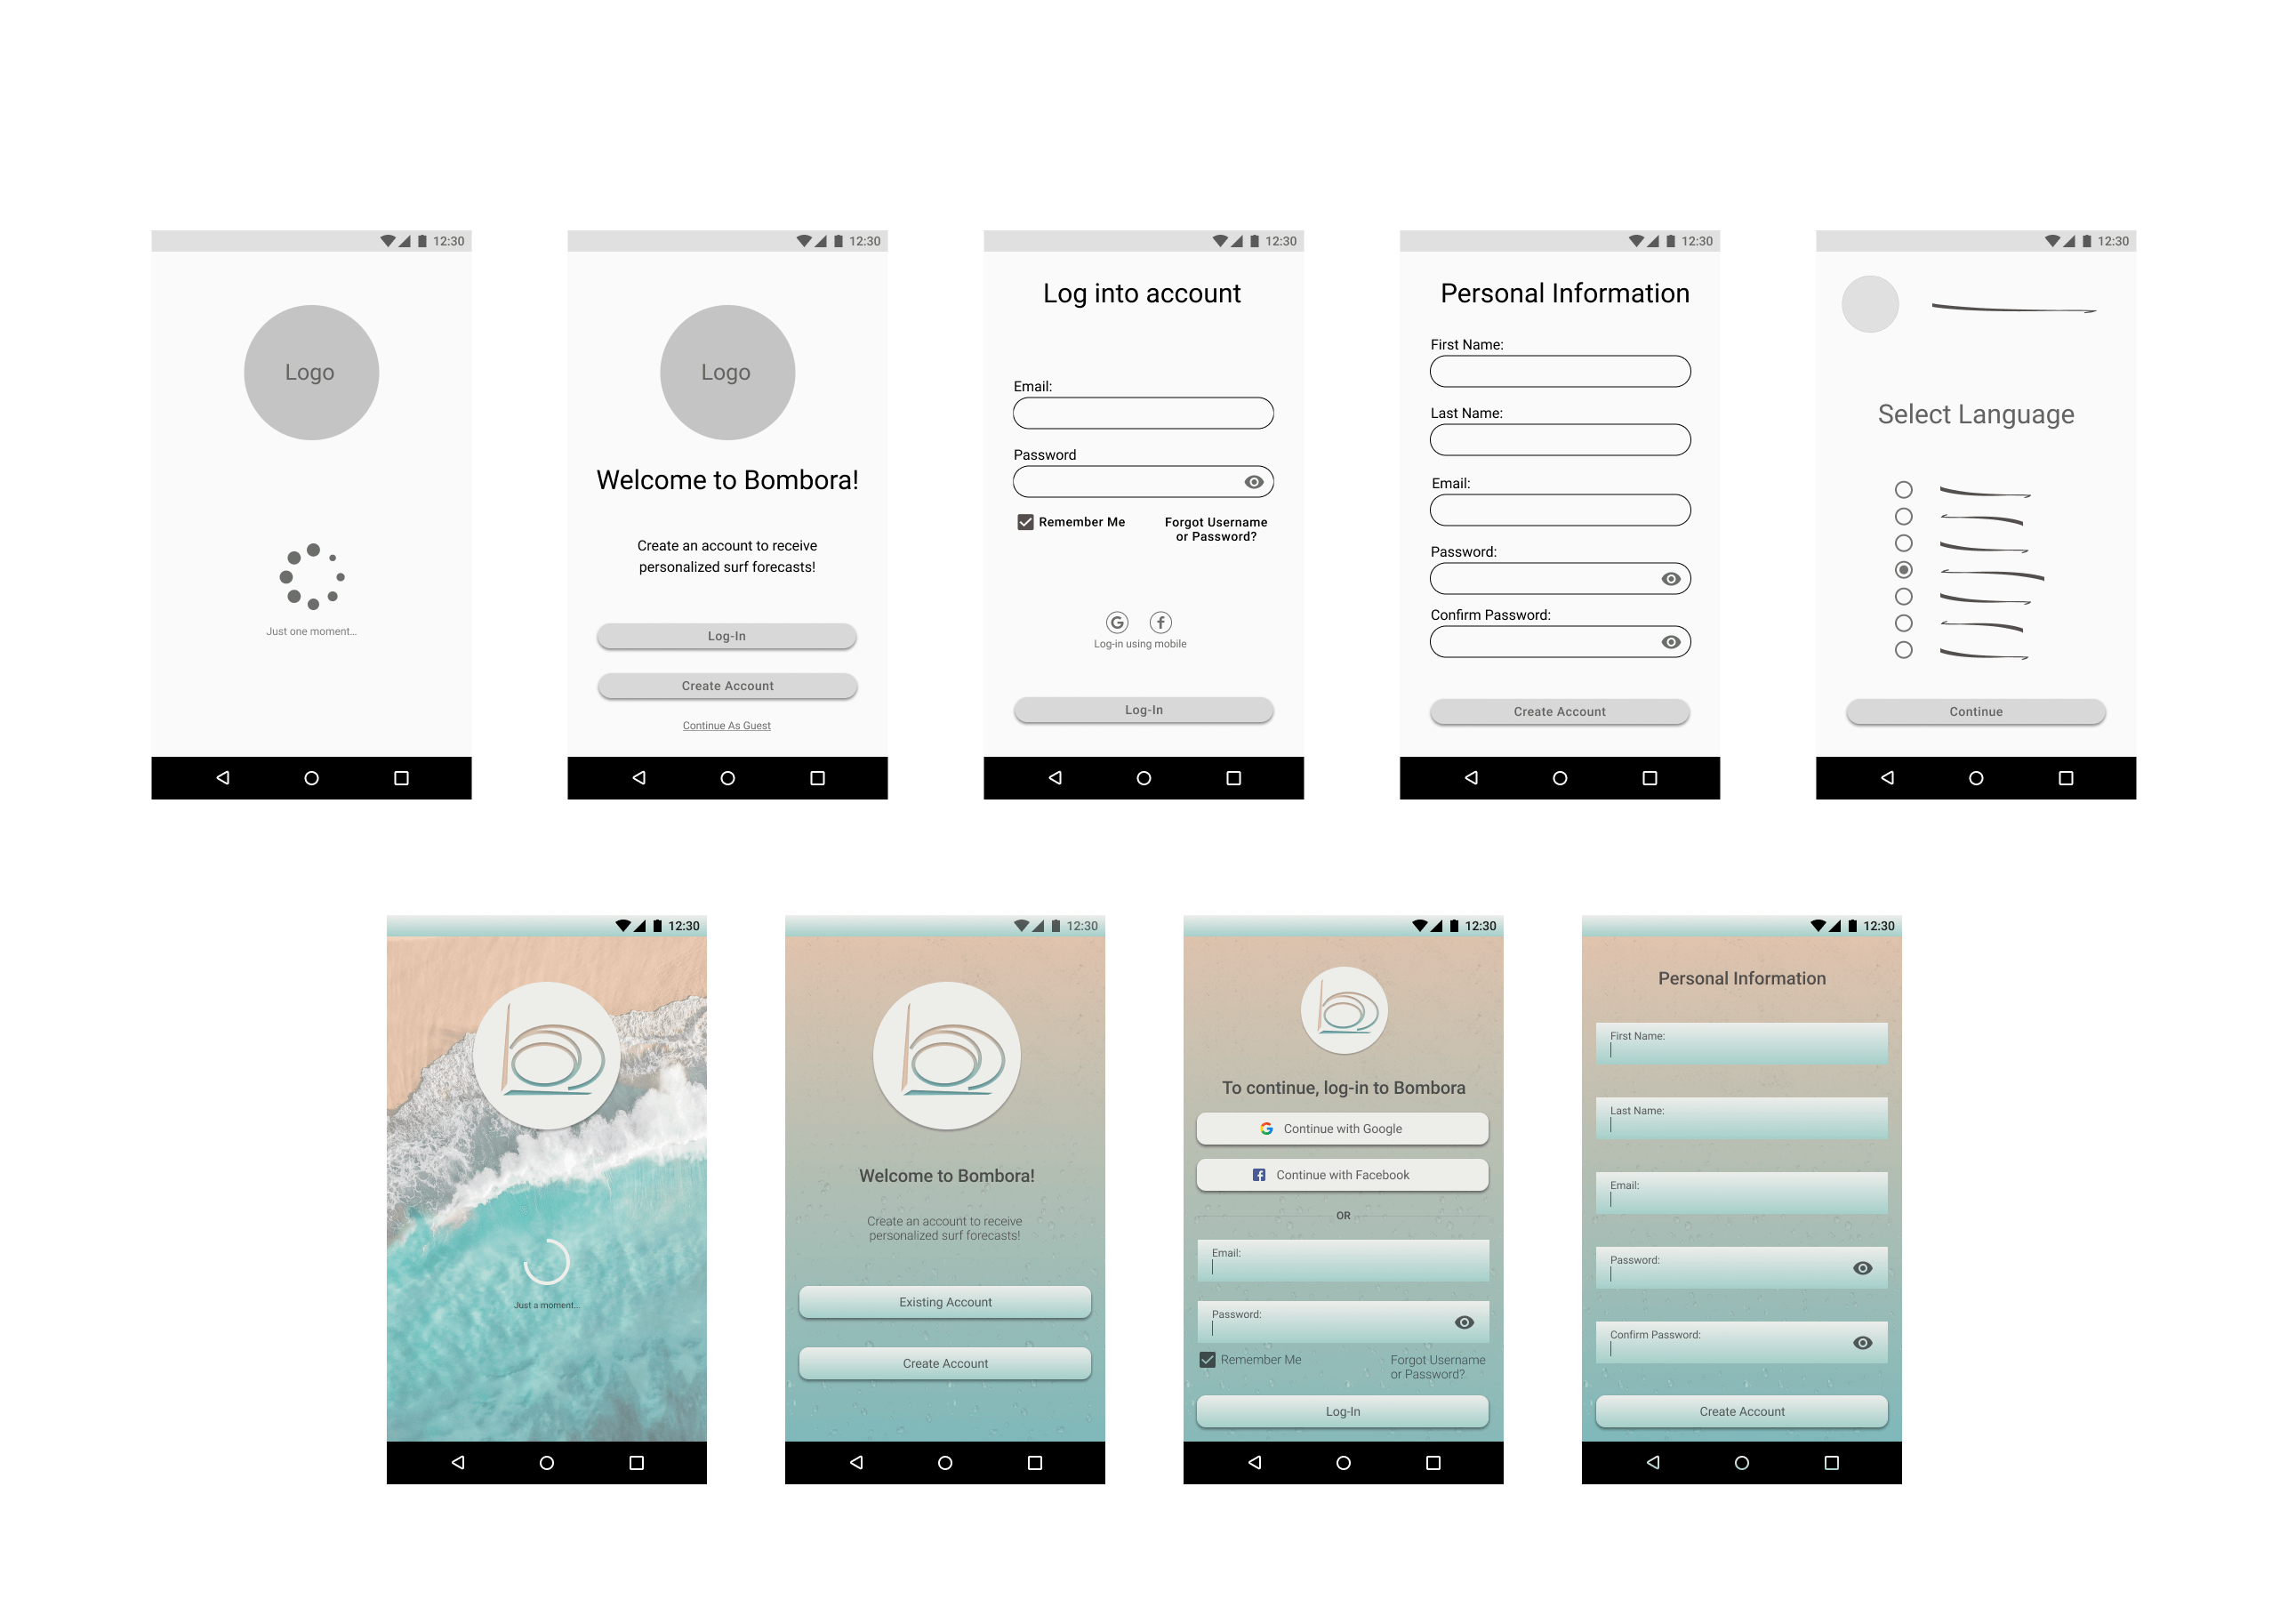 12:30
Logo
Just one moment...
12:30
Logo
Welcome to Bombora!
Create an account to receive
personalized surf forecasts!
Log-In
Create Account
Continue As Guest
12:30
Log into account
Email:
Password
Remember Me
Forgot Username
or Password?
G f
Log-in using mobile
Log-In
12:30
Personal Information
First Name:
Last Name:
Email:
Password:
Confirm Password:
Create Account
12:30
Select Language
Continue
12:30
Just a moment...
12:30
Welcome to Bombora!
Create an account to receive
personalized surf forecasts!
Existing Account
Create Account
12:30
To continue, log-in to Bombora
G Continue with Google
f Continue with Facebook
OR
Email:
Password:
Remember Me
Forgot Username
or Password?
Log-In
12:30
Personal Information
First Name:
Last Name:
Email:
Password:
Confirm Password:
Create Account